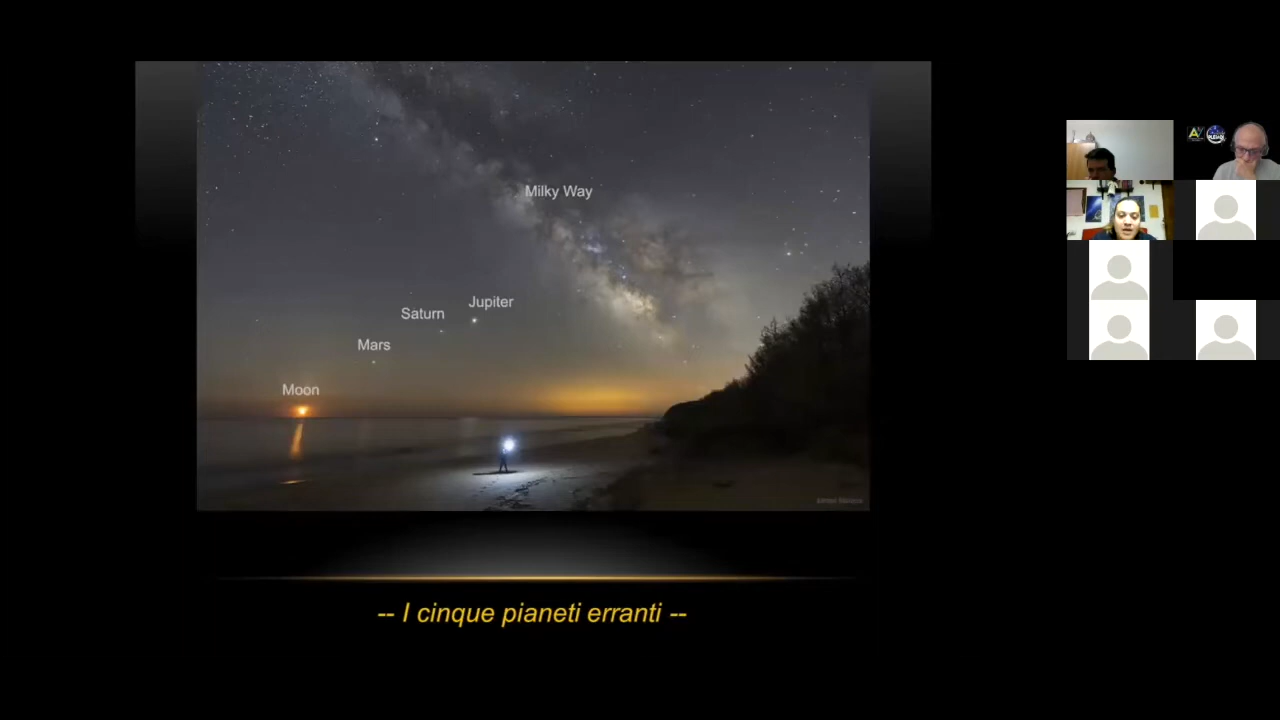 Milky Way
Jupiter
Saturn
Mars
Moon
-- I cinque pianeti erranti --